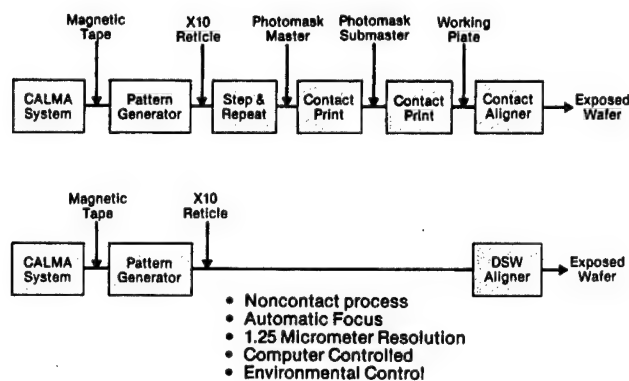 Magnetic
Tape
X10
Reticle
Photomask
Master
Photomask
Submaster
Working
Plate
CALMA
System
Pattern
Generator
Step &
Repeat
Contact
Print
Contact
Print
Contact
Aligner
Exposed
Wafer
Magnetic
Tape
X10
Reticle
CALMA
System
Pattern
Generator
DSW
Aligner
Exposed
Wafer
• Noncontact process
• Automatic Focus
• 1.25 Micrometer Resolution
• Computer Controlled
• Environmental Control